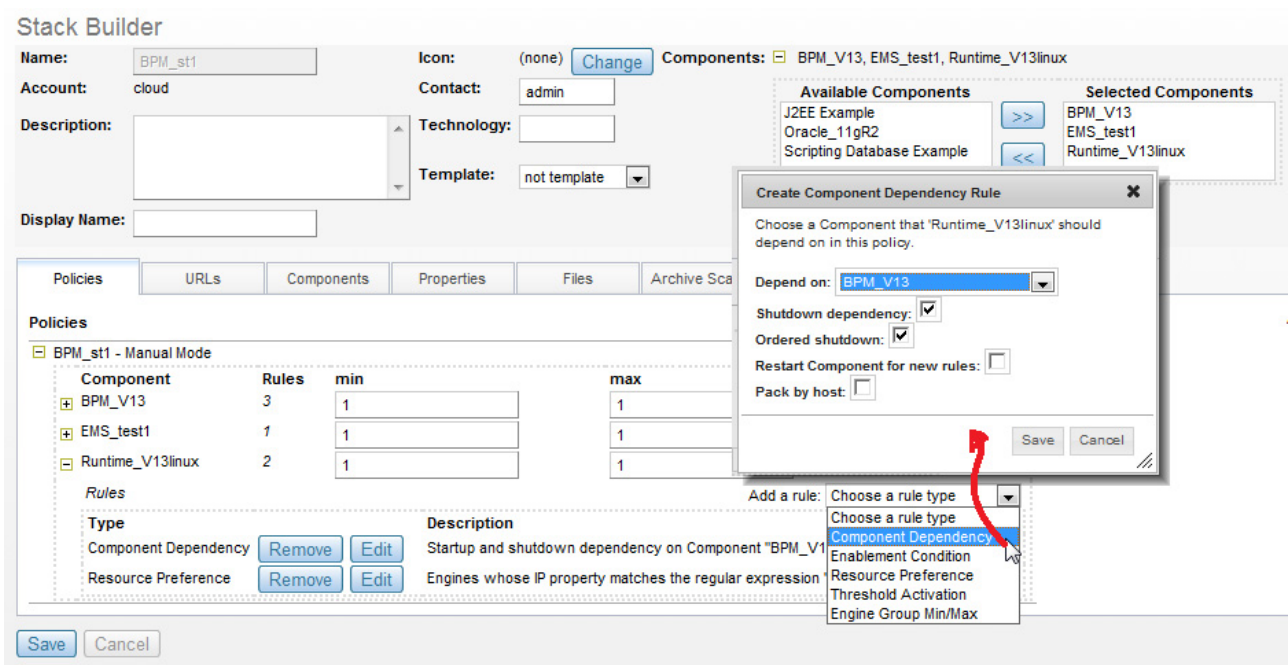 Stack Builder
Name: BPM_st1 Icon: (none) Change Components: BPM_V13, EMS_test1, Runtime_V13linux
Account: cloud Contact: admin Available Components Selected Components
J2EE Example >> BPM_V13
Description: Technology: Oracle_11gR2 EMS_test1
Scripting Database Example << Runtime_V13linux
Template: not template
Display Name:
Create Component Dependency Rule
Choose a Component that 'Runtime_V13linux' should
depend on in this policy.
Depend on: BPM_V13
Shutdown dependency:
Ordered shutdown:
Restart Component for new rules:
Pack by host:
Save Cancel
Policies URLs Components Properties Files Archive Sca
Policies
BPM_st1 - Manual Mode
Component Rules min max
BPM_V13 3 1 1
EMS_test1 1 1 1
Runtime_V13linux 2 1 1
Rules Add a rule: Choose a rule type
Type Description
Component Dependency Remove Edit Startup and shutdown dependency on Component "BPM_V1
Resource Preference Remove Edit Engines whose IP property matches the regular expression
Choose a rule type
Component Dependency
Enablement Condition
Resource Preference
Threshold Activation
Engine Group Min/Max
Save Cancel